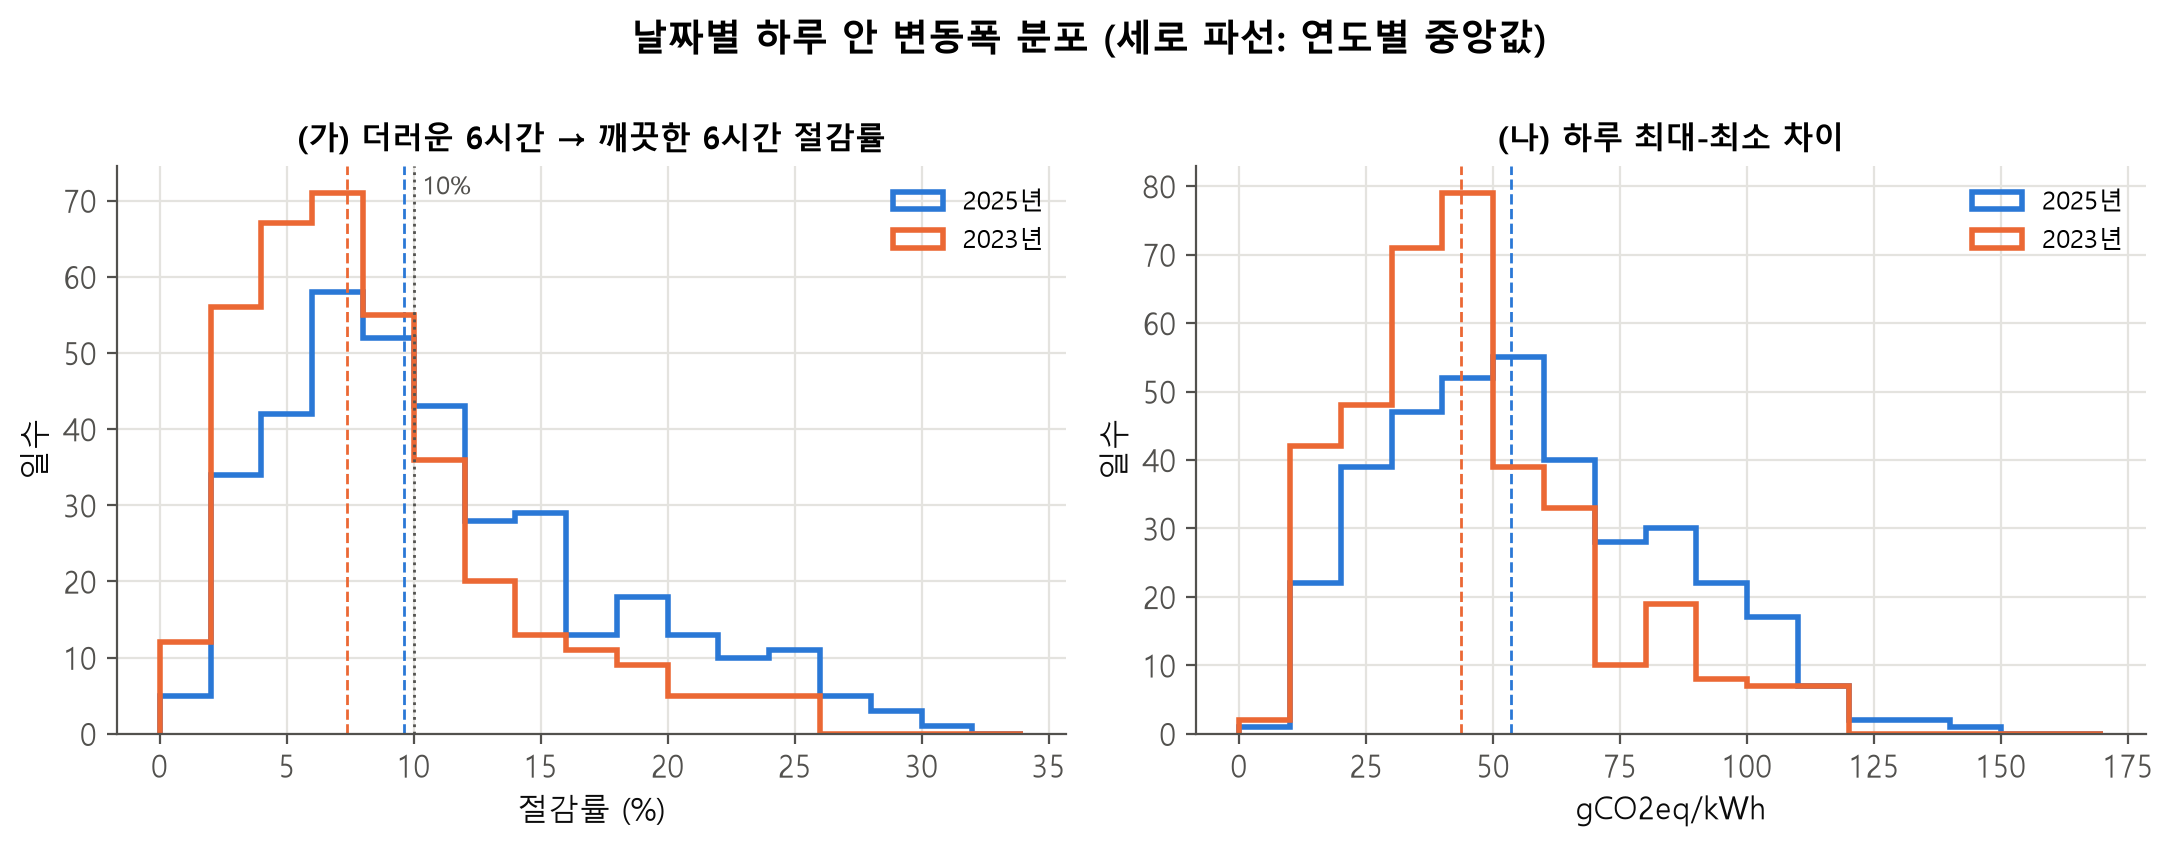 날짜별 하루 안 변동폭 분포 (세로 파선: 연도별 중앙값)
(가) 더러운 6시간 → 깨끗한 6시간 절감률
일수
70
60
50
40
30
20
10
0
10%
2025년
2023년
0 5 10 15 20 25 30 35
절감률 (%)
(나) 하루 최대-최소 차이
일수
80
70
60
50
40
30
20
10
0
2025년
2023년
0 25 50 75 100 125 150 175
gCO2eq/kWh